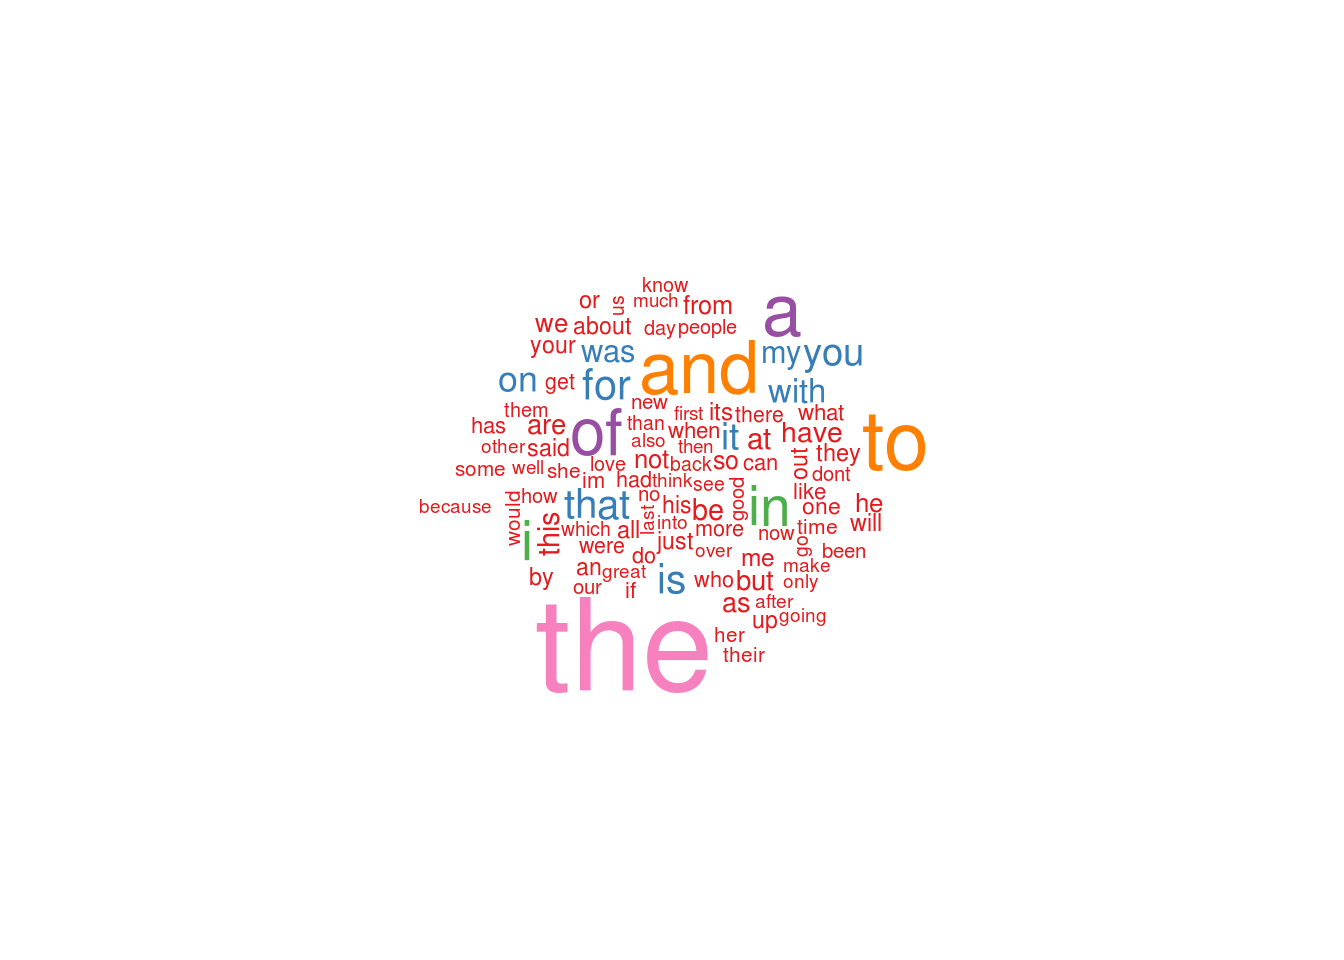 know
or us much from a
we about day people
your was and my you
on get for with
them new first its there what
has are of than when it at have to
other said also then they
some well she love not back so can out dont
im had think see
because would how that no his be good in like one he
i this which all last into more now time will
were do just over go been
by an great is who but me make
our if only
as after
the up going
her
their